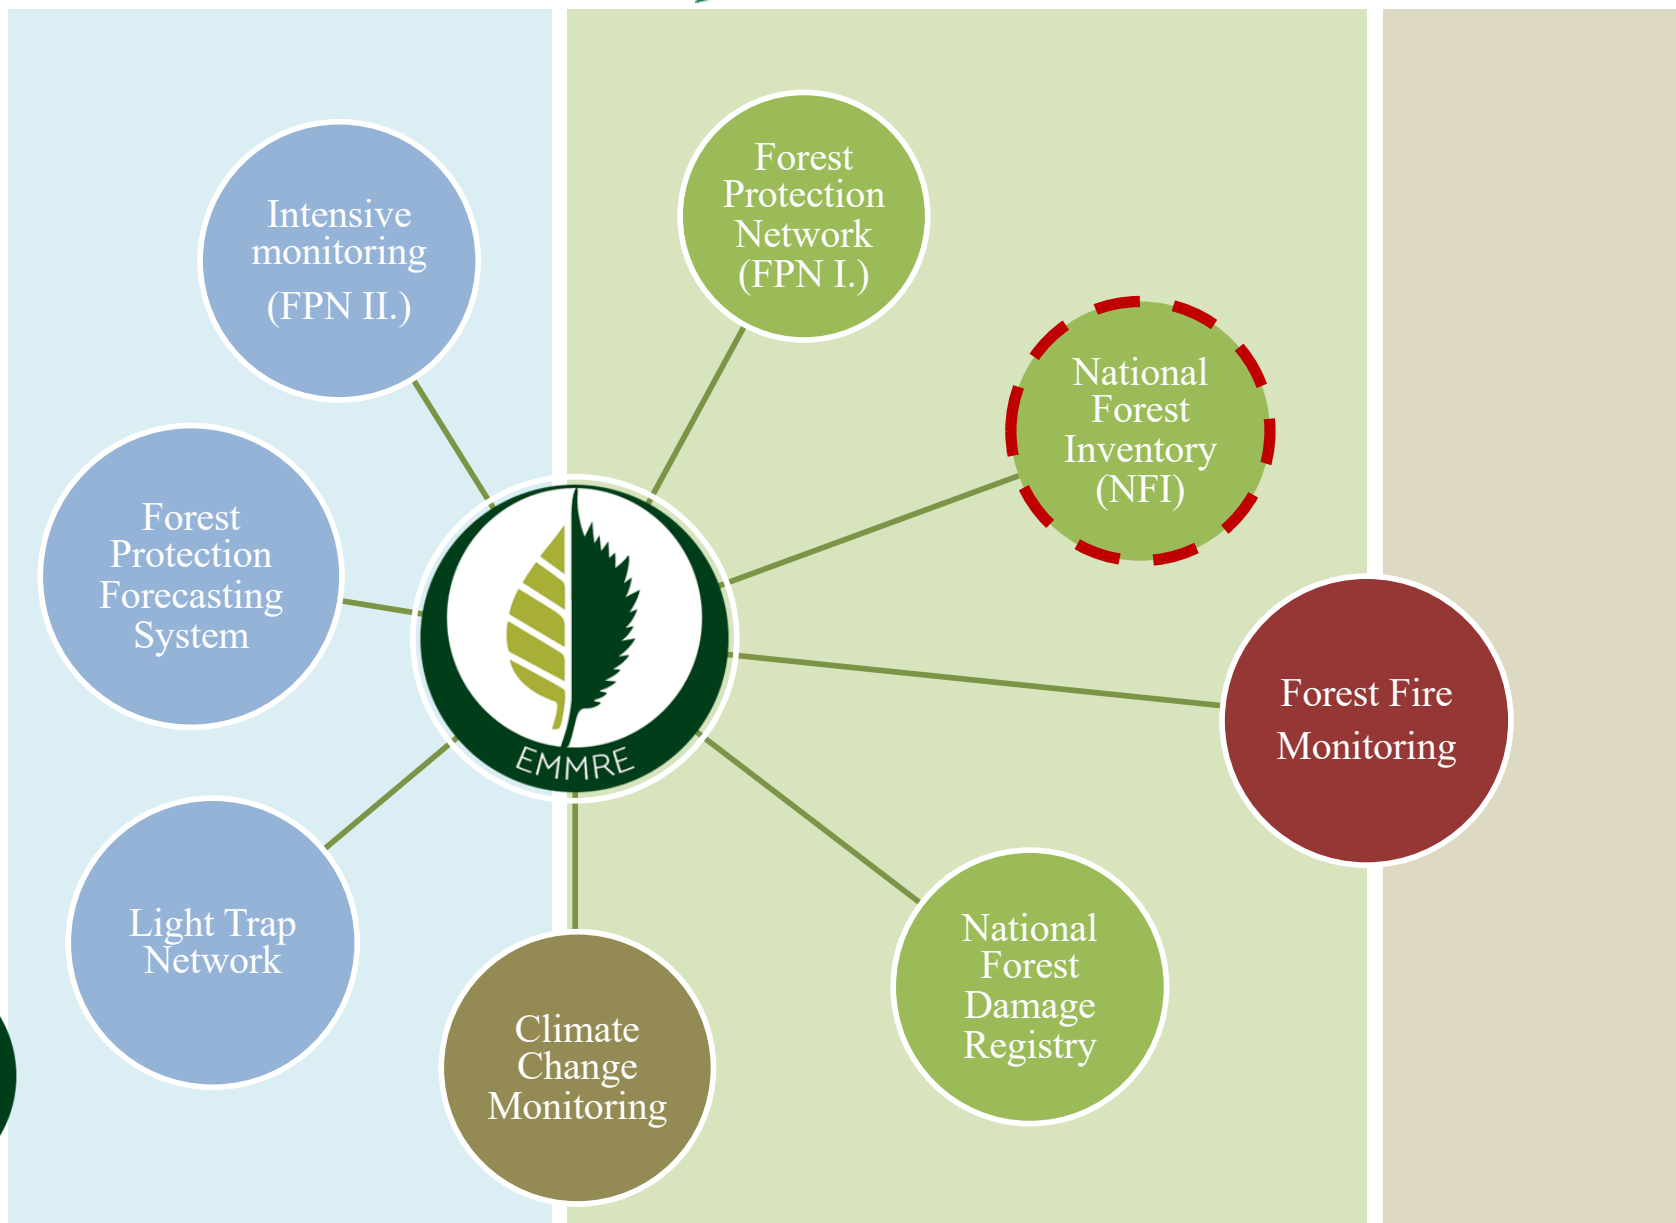 Intensive
monitoring
(FPN II.)
Forest
Protection
Network
(FPN I.)
National
Forest
Inventory
(NFI)
Forest
Protection
Forecasting
System
EMMRE
Forest Fire
Monitoring
Light Trap
Network
Climate
Change
Monitoring
National
Forest
Damage
Registry